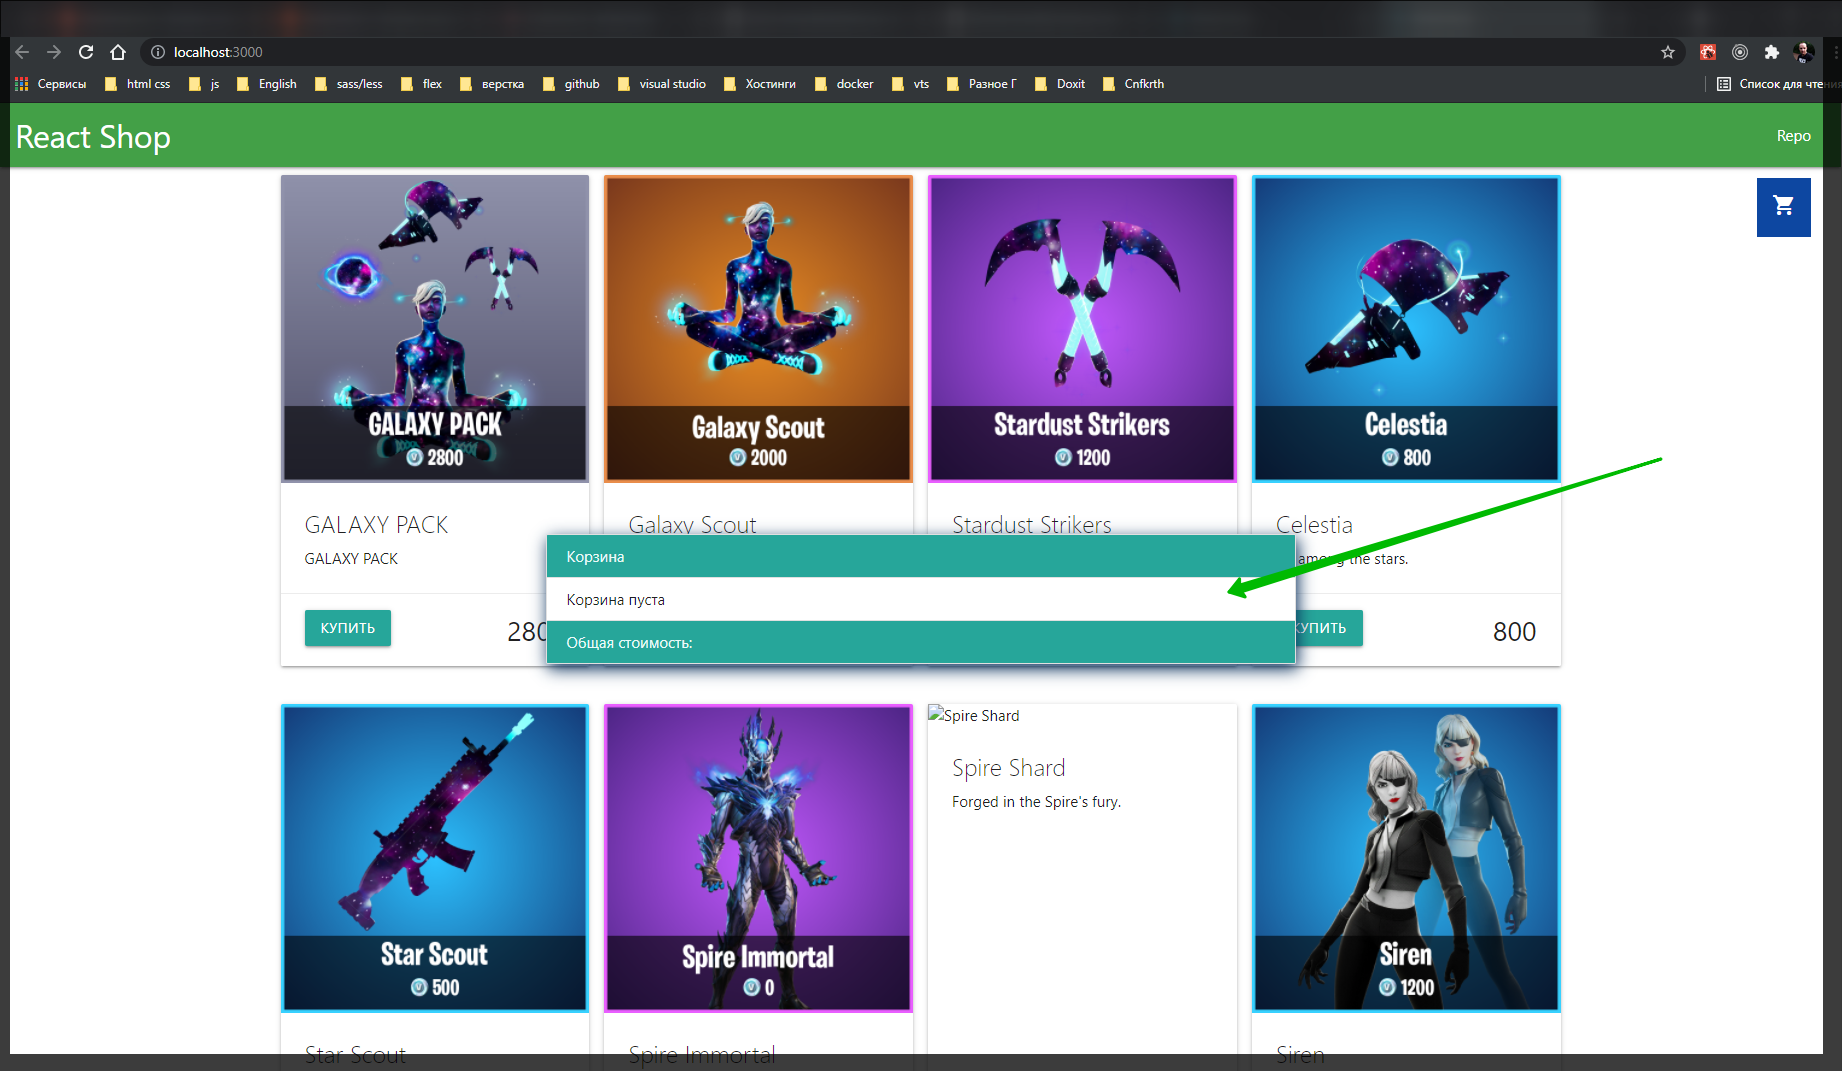 localhost:3000
Сервисы html css js English sass/less flex верстка github visual studio Хостинги docker vts Разное Г Doxit Cnfkrth Список для чтения
React Shop Repo
GALAXY PACK
2800
Galaxy Scout
2000
Stardust Strikers
1200
Celestia
800
GALAXY PACK
GALAXY PACK
КУПИТЬ
280
Galaxy Scout
Stardust Strikers
Celestia
among the stars.
КУПИТЬ
800
Корзина
Корзина пуста
Общая стоимость:
Star Scout
500
Spire Immortal
0
Spire Shard
Spire Shard
Forged in the Spire's fury.
Siren
1200
Star Scout
Spire Immortal
Siren